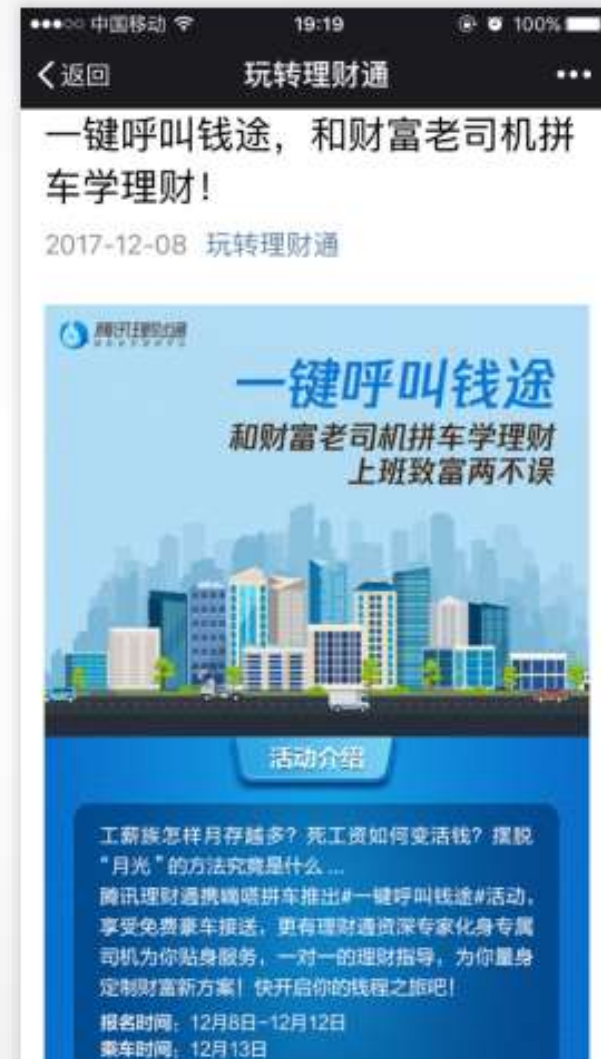 中国移动 19:19 100%
返回 玩转理财通
一键呼叫钱途，和财富老司机拼
车学理财！
2017-12-08 玩转理财通
腾讯理财通
一键呼叫钱途
和财富老司机拼车学理财
上班致富两不误
活动介绍
工薪族怎样月存越多？死工资如何变活钱？摆脱
“月光”的方法究竟是什么...
腾讯理财通携嘀嗒拼车推出#一键呼叫钱途#活动，
享受免费豪车接送，更有理财通资深专家化身专属
司机为你贴身服务，一对一的理财指导，为你量身
定制财富新方案！快开启你的钱程之旅吧！
报名时间：12月8日-12月12日
乘车时间：12月13日